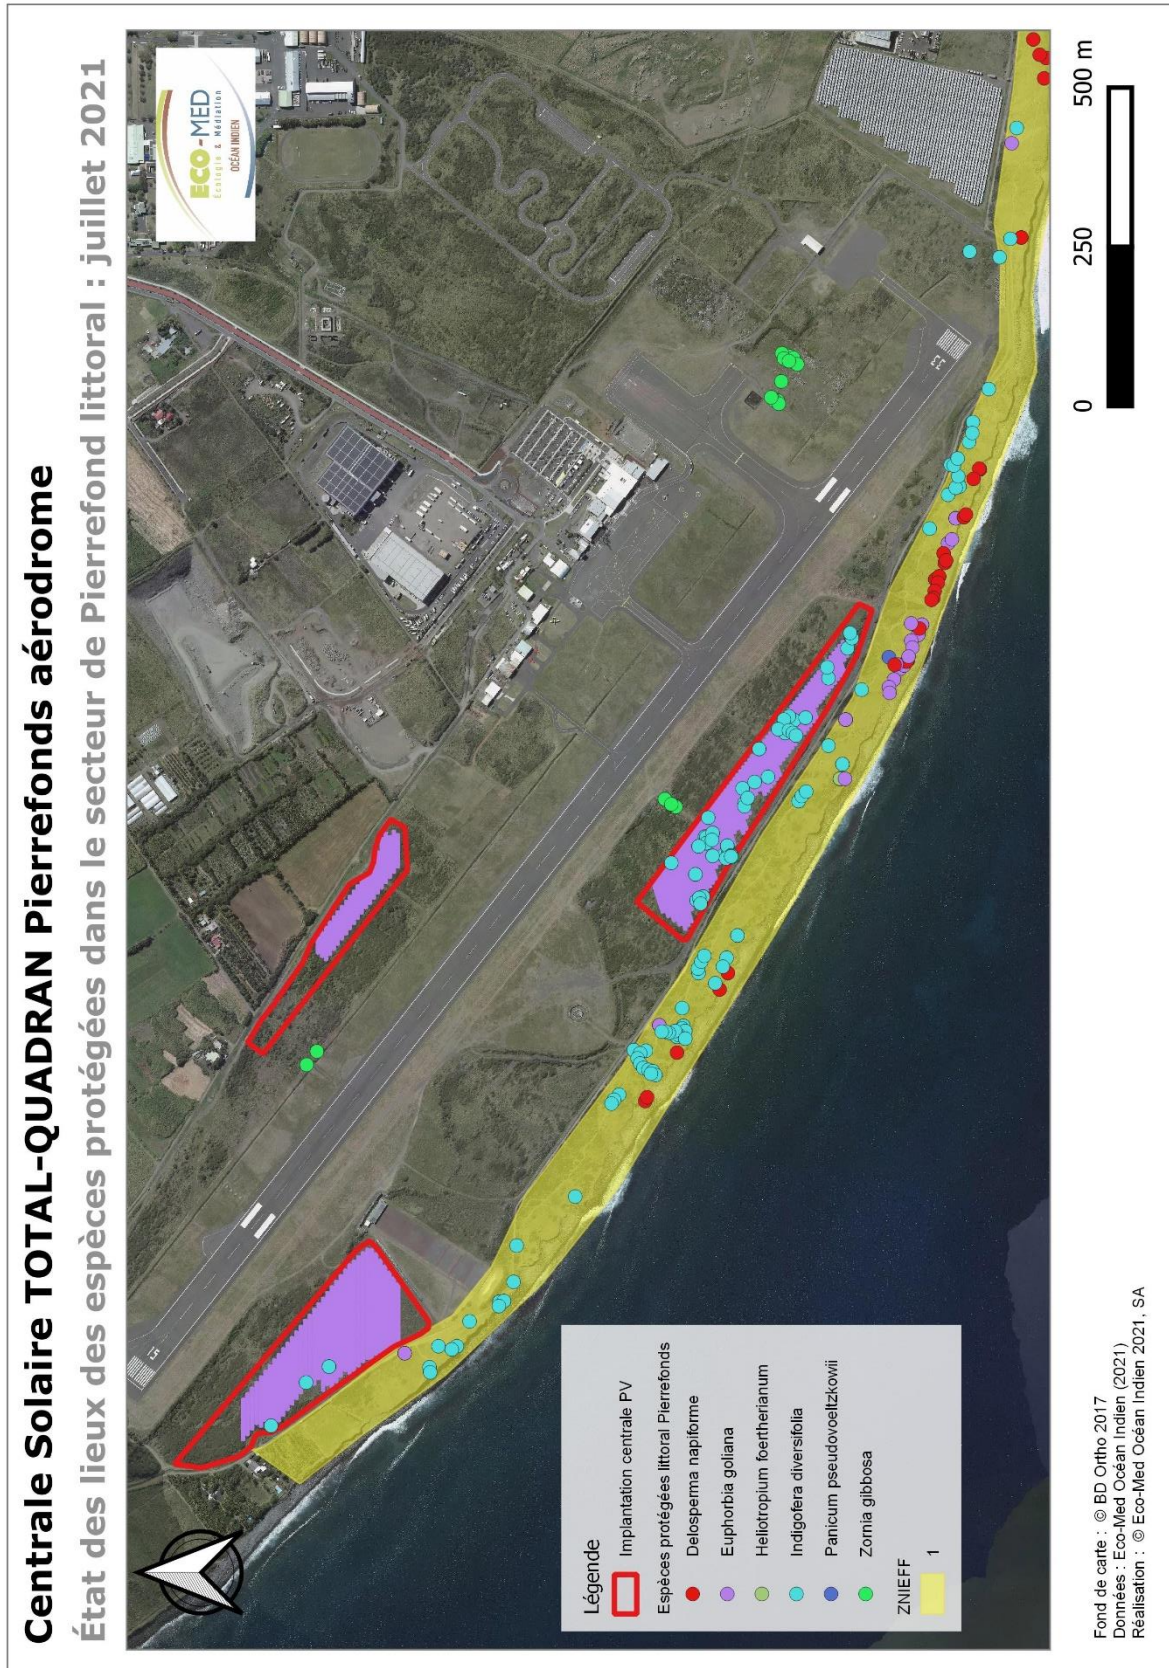 Centrale Solaire TOTAL-QUADRAN Pierrefonds aérodrome
État des lieux des espèces protégées dans le secteur de Pierrefond littoral : juillet 2021
ECO-MED
Ecologie & Médiation
OCÉAN INDIEN
15
33
Légende
Implantation centrale PV
Espèces protégées littoral Pierrefonds
Delosperma napiforme
Euphorbia goliana
Heliotropium foertherianum
Indigofera diversifolia
Panicum pseudovoeltzkowii
Zornia gibbosa
ZNIEFF
1
0 250 500 m
Fond de carte : © BD Ortho 2017
Données : Eco-Med Océan Indien (2021)
Réalisation : © Eco-Med Océan Indien 2021, SA